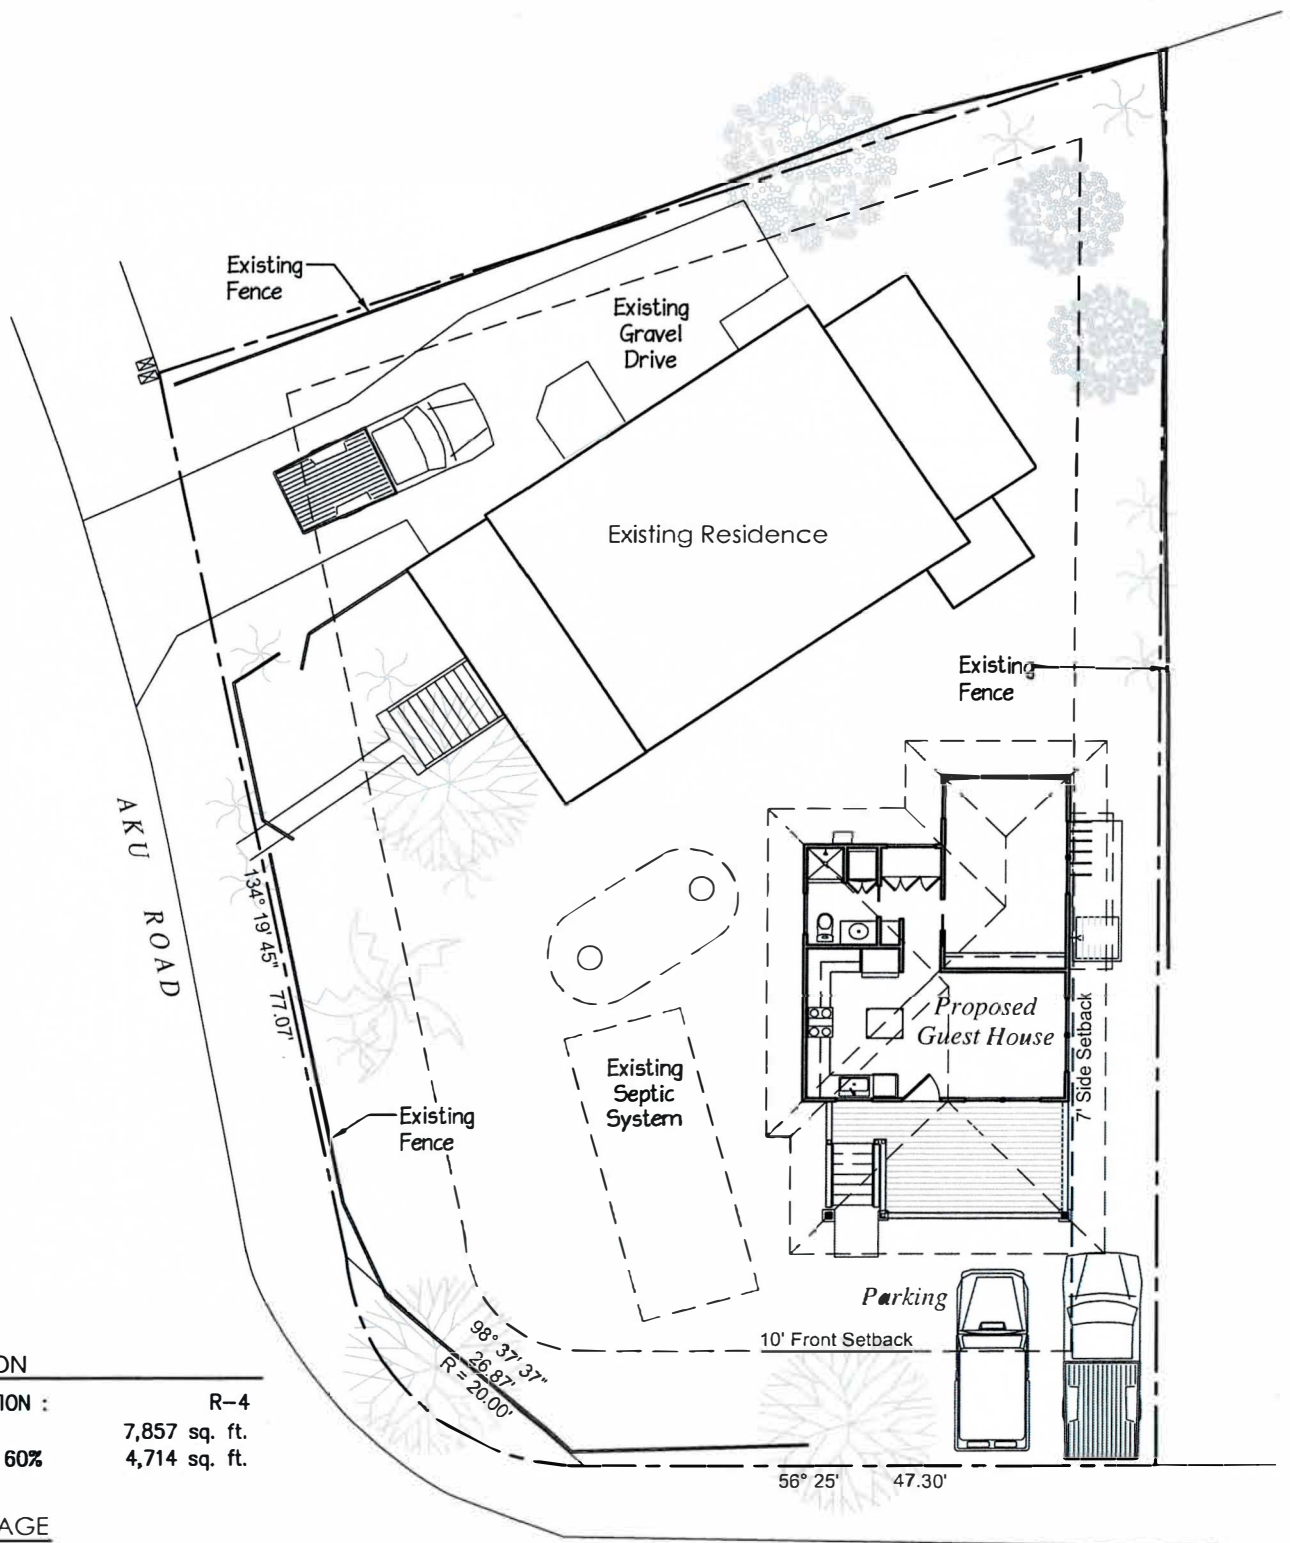 Existing
Fence
Existing
Gravel
Drive
Existing Residence
Existing
Fence
AKU ROAD
134° 19' 45" 77.07'
Proposed
Guest House
7' Side Setback
Existing
Septic
System
Existing
Fence
Parking
10' Front Setback
98° 37' 37"
26.87'
R = 20.00'
56° 25' 47.30'
ON
ION : R-4
7,857 sq. ft.
60% 4,714 sq. ft.
AGE